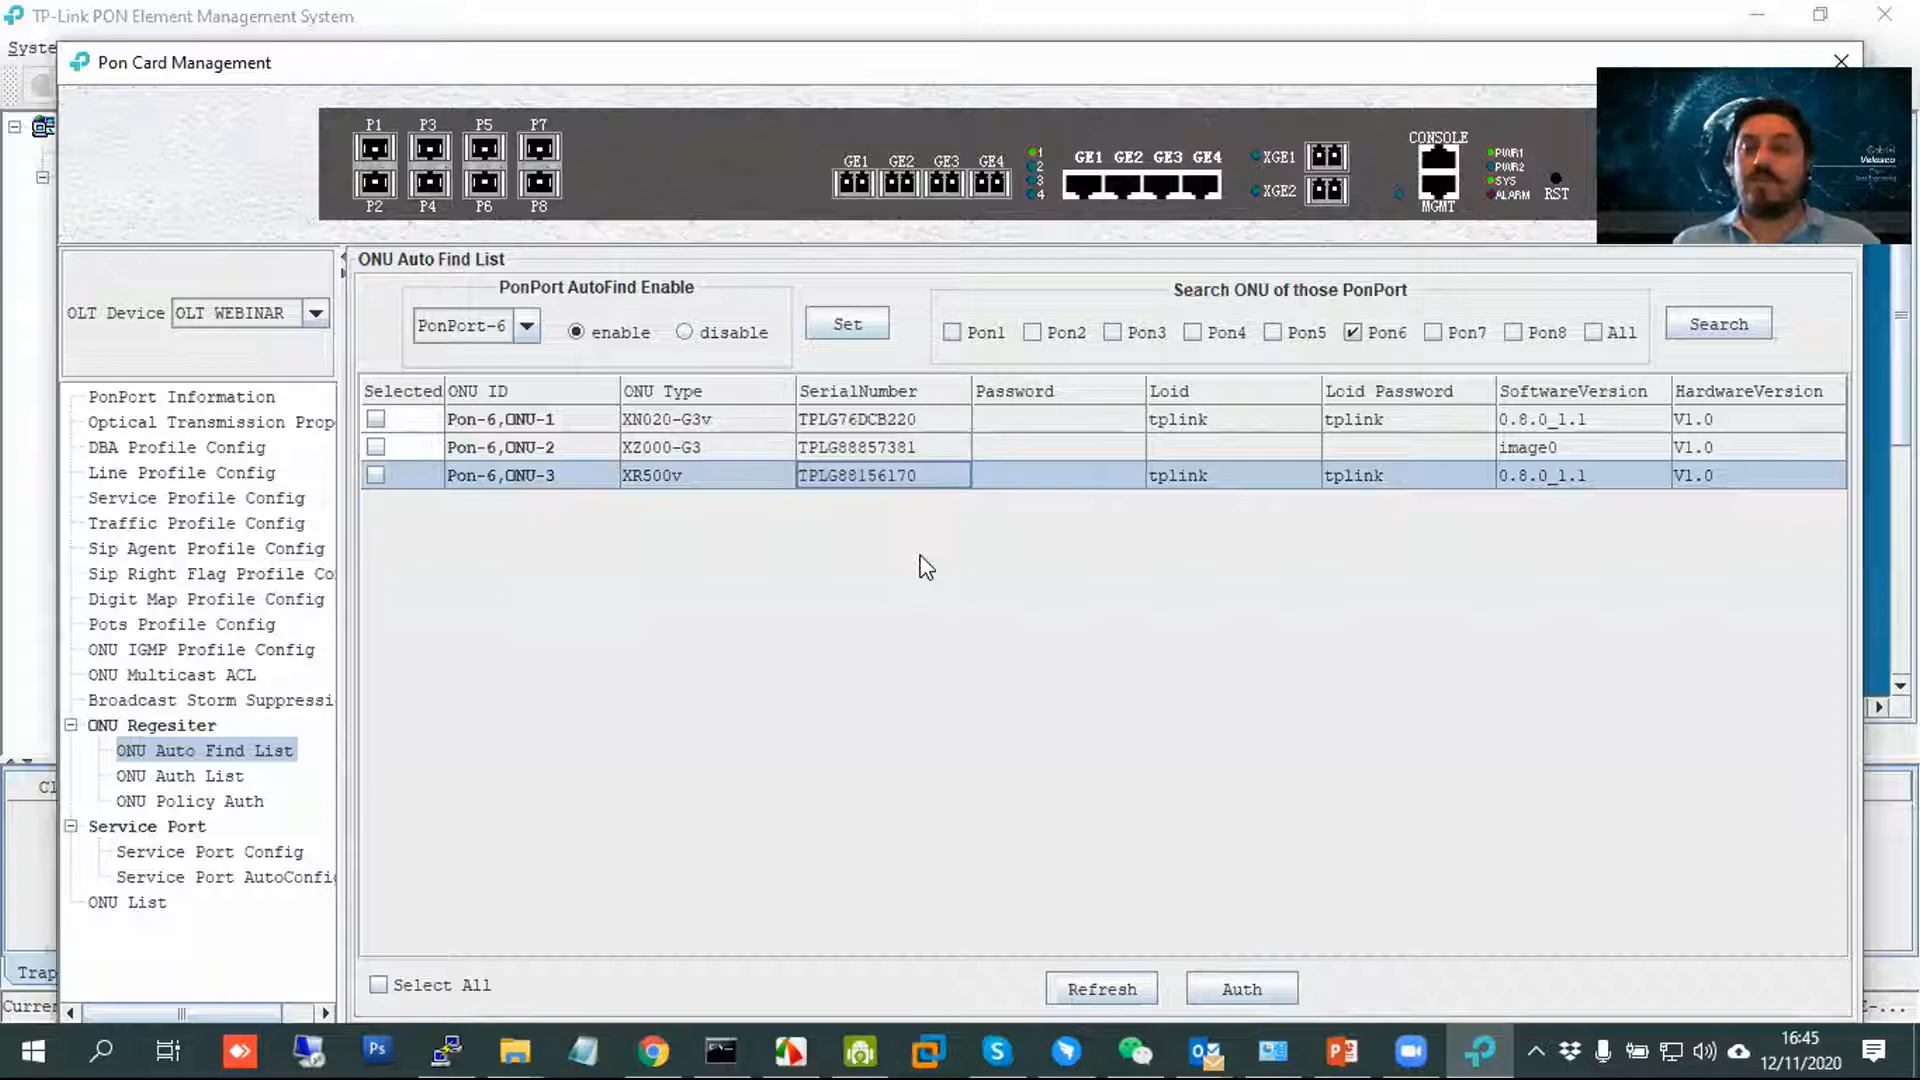 TP-Link PON Element Management System
Syste
Pon Card Management
P1 P3 P5 P7
P2 P4 P6 P8
GE1 GE2 GE3 GE4
1
2
3
4
GE1 GE2 GE3 GE4
XGE1
XGE2
CONSOLE
MGMT
PWR1
PWR2
SYS
ALARM
RST
Gabriel
Velasco
OLT Device OLT WEBINAR
PonPort Information
Optical Transmission Prop
DBA Profile Config
Line Profile Config
Service Profile Config
Traffic Profile Config
Sip Agent Profile Config
Sip Right Flag Profile Co
Digit Map Profile Config
Pots Profile Config
ONU IGMP Profile Config
ONU Multicast ACL
Broadcast Storm Suppressi
ONU Regesiter
ONU Auto Find List
ONU Auth List
ONU Policy Auth
Service Port
Service Port Config
Service Port AutoConfig
ONU List
ONU Auto Find List
PonPort AutoFind Enable
PonPort-6 enable disable
Set
Search ONU of those PonPort
Pon1 Pon2 Pon3 Pon4 Pon5 Pon6 Pon7 Pon8 All
Search
Selected ONU ID ONU Type SerialNumber Password Loid Loid Password SoftwareVersion HardwareVersion
Pon-6,ONU-1 XN020-G3v TPLG76DCB220 tplink tplink 0.8.0_1.1 V1.0
Pon-6,ONU-2 XZ000-G3 TPLG88857381 image0 V1.0
Pon-6,ONU-3 XR500v TPLG88156170 tplink tplink 0.8.0_1.1 V1.0
Select All
Refresh
Auth
Cl
Trap
Curren
E-...
Ps
16:45
12/11/2020